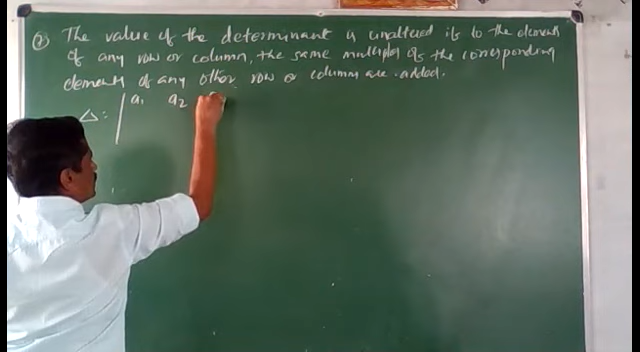 The value of the determinant is unaltered if to the elements
of any row or column, the same multiples of the corresponding
elements of any other row or column are added.
Δ: | a₁ a₂